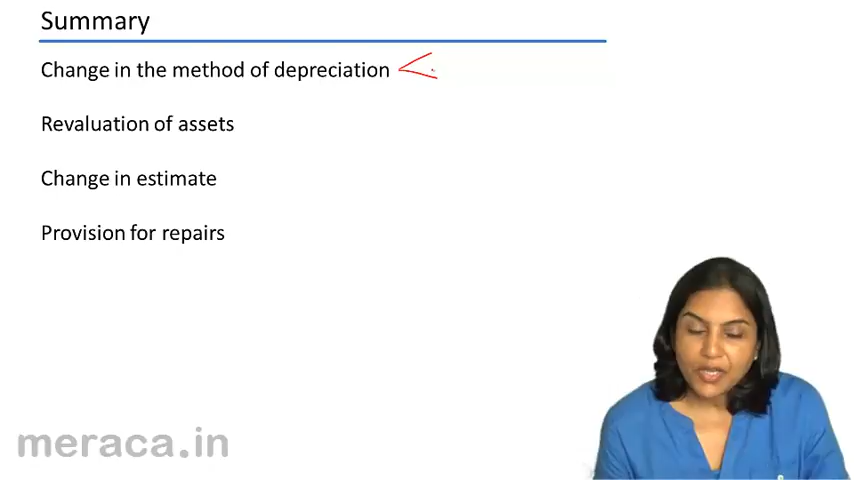 Summary
Change in the method of depreciation
Revaluation of assets
Change in estimate
Provision for repairs
meraca.in